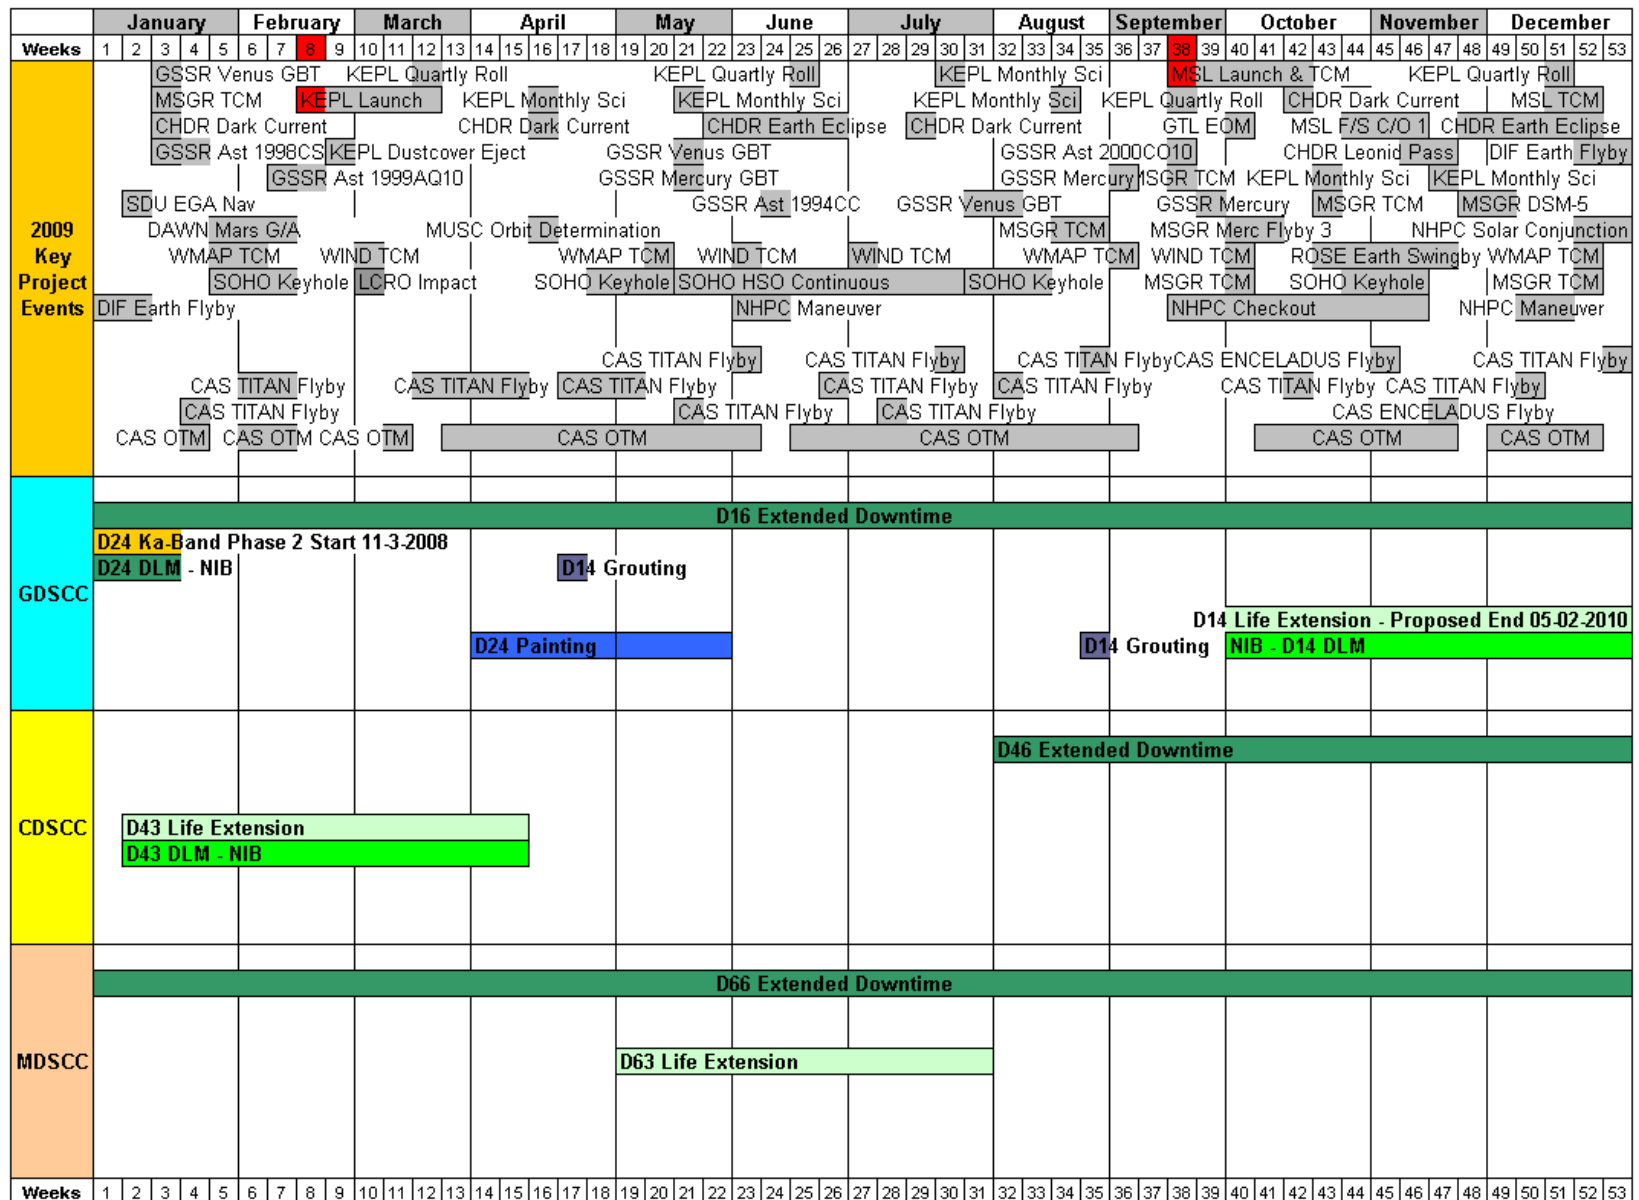 January February March April May June July August September October November December
Weeks 1 2 3 4 5 6 7 8 9 10 11 12 13 14 15 16 17 18 19 20 21 22 23 24 25 26 27 28 29 30 31 32 33 34 35 36 37 38 39 40 41 42 43 44 45 46 47 48 49 50 51 52 53
2009
Key
Project
Events
GSSR Venus GBT KEPL Quartly Roll KEPL Quartly Roll KEPL Monthly Sci MSL Launch & TCM KEPL Quartly Roll
MSGR TCM KEPL Launch KEPL Monthly Sci KEPL Monthly Sci KEPL Monthly Sci KEPL Quartly Roll CHDR Dark Current MSL TCM
CHDR Dark Current CHDR Dark Current CHDR Earth Eclipse CHDR Dark Current GTL EOM MSL F/S C/O 1 CHDR Earth Eclipse
GSSR Ast 1998CS KEPL Dustcover Eject GSSR Venus GBT GSSR Ast 2000CO10 CHDR Leonid Pass DIF Earth Flyby
GSSR Ast 1999AQ10 GSSR Mercury GBT GSSR Mercury MSGR TCM KEPL Monthly Sci KEPL Monthly Sci
SDU EGA Nav GSSR Ast 1994CC GSSR Venus GBT GSSR Mercury MSGR TCM MSGR DSM-5
DAWN Mars G/A MUSC Orbit Determination MSGR TCM MSGR Merc Flyby 3 NHPC Solar Conjunction
WMAP TCM WIND TCM WMAP TCM WIND TCM WIND TCM WMAP TCM WIND TCM ROSE Earth Swingby WMAP TCM
SOHO Keyhole LCRO Impact SOHO Keyhole SOHO HSO Continuous SOHO Keyhole MSGR TCM SOHO Keyhole MSGR TCM
DIF Earth Flyby NHPC Maneuver NHPC Checkout NHPC Maneuver
CAS TITAN Flyby CAS TITAN Flyby CAS TITAN Flyby CAS ENCELADUS Flyby CAS TITAN Flyby
CAS TITAN Flyby CAS TITAN Flyby CAS TITAN Flyby CAS TITAN Flyby CAS TITAN Flyby CAS TITAN Flyby CAS TITAN Flyby
CAS TITAN Flyby CAS TITAN Flyby CAS TITAN Flyby CAS ENCELADUS Flyby
CAS OTM CAS OTM CAS OTM CAS OTM CAS OTM CAS OTM CAS OTM
GDSCC
D16 Extended Downtime
D24 Ka-Band Phase 2 Start 11-3-2008
D24 DLM - NIB D14 Grouting
D14 Life Extension - Proposed End 05-02-2010
D24 Painting D14 Grouting NIB - D14 DLM
CDSCC
D46 Extended Downtime
D43 Life Extension
D43 DLM - NIB
MDSCC
D66 Extended Downtime
D63 Life Extension
Weeks 1 2 3 4 5 6 7 8 9 10 11 12 13 14 15 16 17 18 19 20 21 22 23 24 25 26 27 28 29 30 31 32 33 34 35 36 37 38 39 40 41 42 43 44 45 46 47 48 49 50 51 52 53